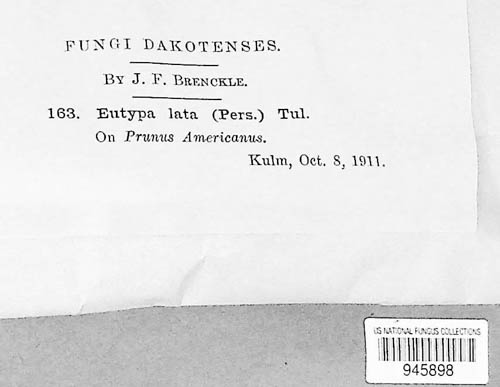 FUNGI DAKOTENSES.
BY J. F. BRENCKLE.
163. Eutypa lata (Pers.) Tul.
On Prunus Americanus.
Kulm, Oct. 8, 1911.
US NATIONAL FUNGUS COLLECTIONS
945898